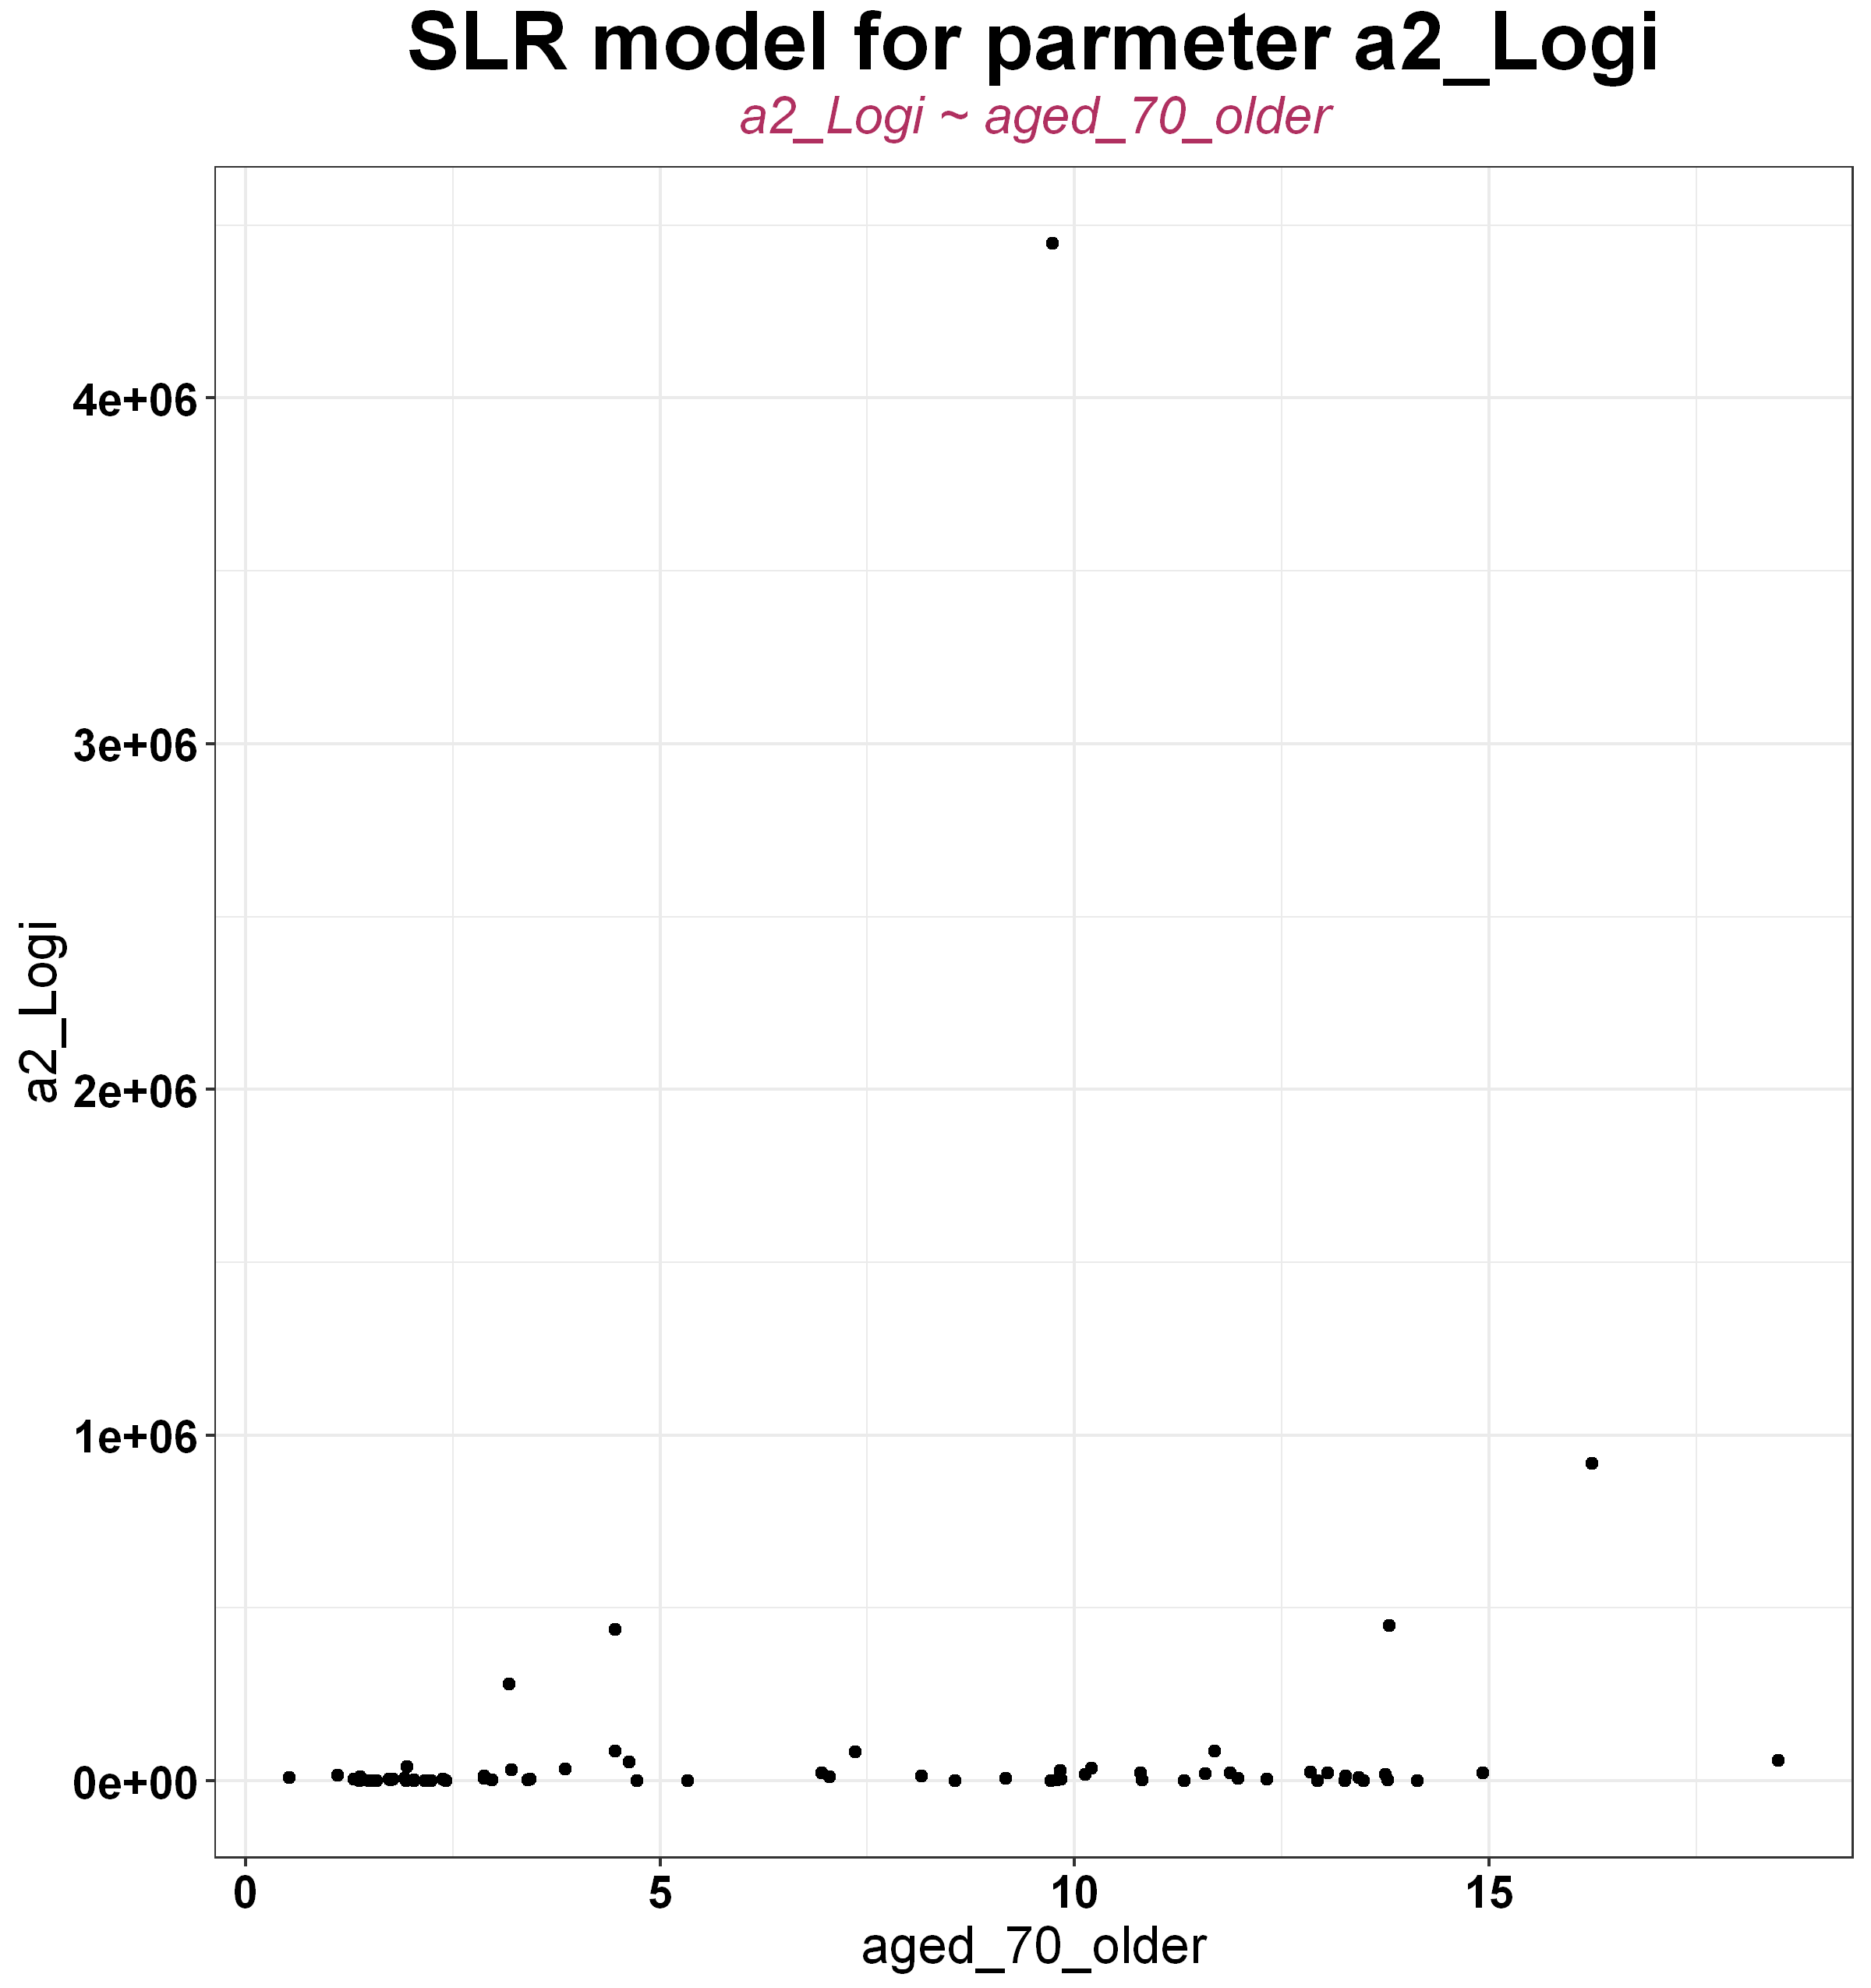 SLR model for parmeter a2_Logi
a2_Logi ~ aged_70_older
4e+06
3e+06
2e+06
1e+06
0e+00
a2_Logi
0 5 10 15
aged_70_older